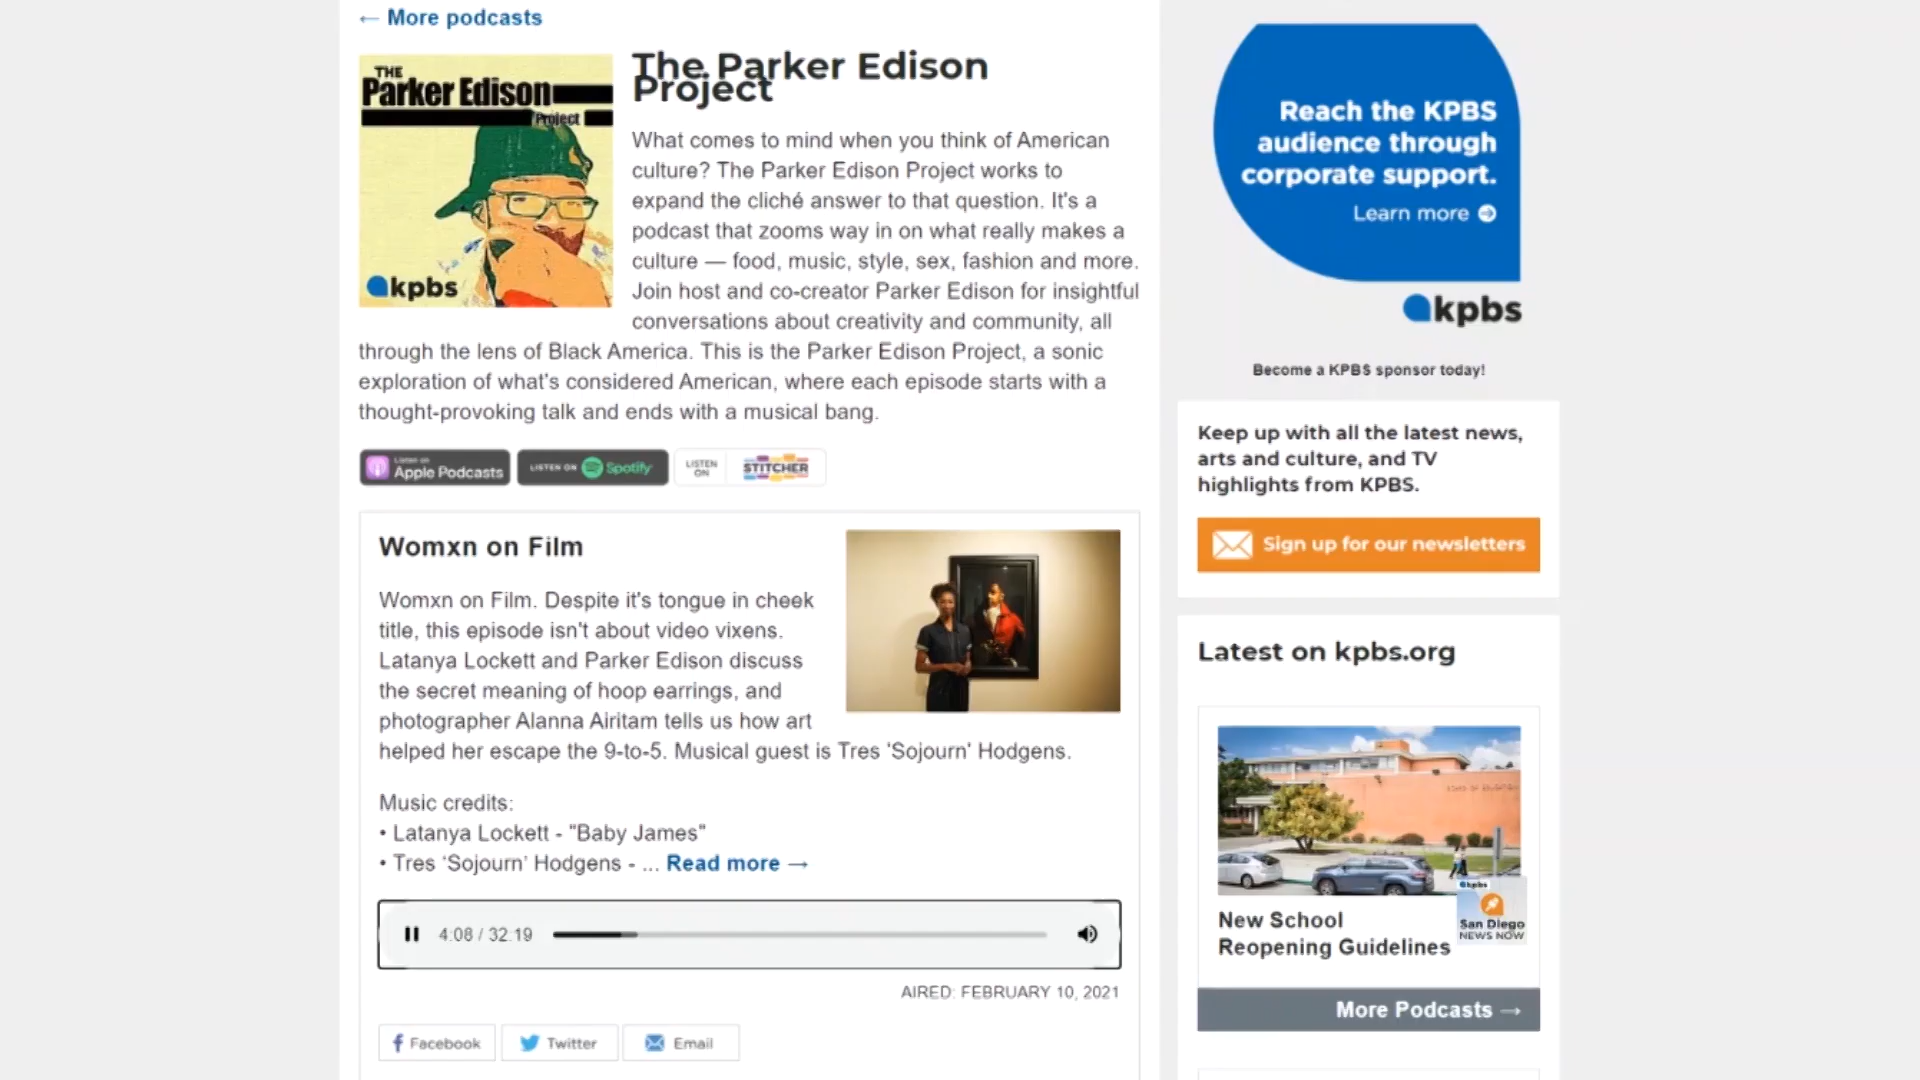 ← More podcasts
THE
Parker Edison
Project
kpbs
The Parker Edison
Project
What comes to mind when you think of American
culture? The Parker Edison Project works to
expand the cliché answer to that question. It's a
podcast that zooms way in on what really makes a
culture — food, music, style, sex, fashion and more.
Join host and co-creator Parker Edison for insightful
conversations about creativity and community, all
through the lens of Black America. This is the Parker Edison Project, a sonic
exploration of what's considered American, where each episode starts with a
thought-provoking talk and ends with a musical bang.
Listen on
Apple Podcasts
LISTEN ON Spotify
LISTEN
ON
STITCHER
Womxn on Film
Womxn on Film. Despite it's tongue in cheek
title, this episode isn't about video vixens.
Latanya Lockett and Parker Edison discuss
the secret meaning of hoop earrings, and
photographer Alanna Airitam tells us how art
helped her escape the 9-to-5. Musical guest is Tres 'Sojourn' Hodgens.
Music credits:
• Latanya Lockett - "Baby James"
• Tres ‘Sojourn’ Hodgens - ... Read more →
4:08 / 32:19
AIRED: FEBRUARY 10, 2021
Facebook
Twitter
Email
Reach the KPBS
audience through
corporate support.
Learn more
kpbs
Become a KPBS sponsor today!
Keep up with all the latest news,
arts and culture, and TV
highlights from KPBS.
Sign up for our newsletters
Latest on kpbs.org
kpbs
San Diego
NEWS NOW
New School
Reopening Guidelines
More Podcasts →